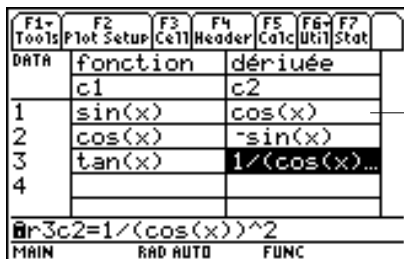 F1▾ F2 F3 F4 F5 F6▾ F7
Tools Plot Setup Cell Header Calc Util Stat
DATA fonction dériuée
c1 c2
1 sin(x) cos(x)
2 cos(x) ⁻sin(x)
3 tan(x) 1/(cos(x)…
4
r3c2=1/(cos(x))^2
MAIN RAD AUTO FUNC